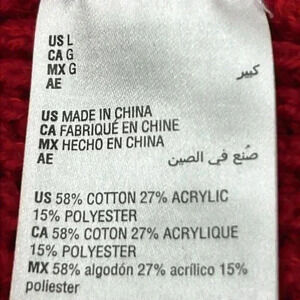 US L
CA G
MX G
AE كبير
US MADE IN CHINA
CA FABRIQUÉ EN CHINE
MX HECHO EN CHINA
AE صُنع في الصين
US 58% COTTON 27% ACRYLIC
15% POLYESTER
CA 58% COTON 27% ACRYLIQUE
15% POLYESTER
MX 58% algodón 27% acrílico 15%
poliéster